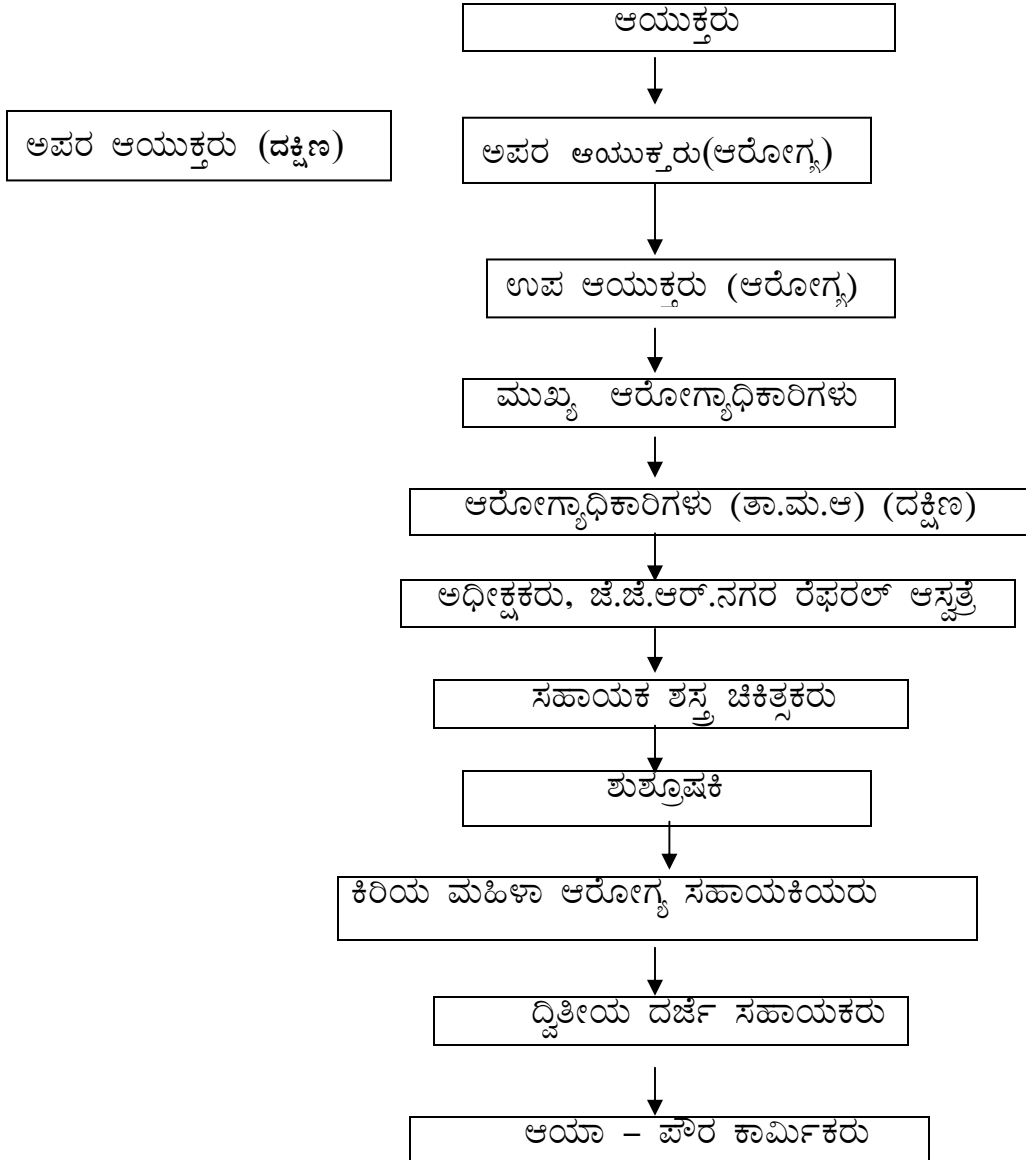 ಆಯುಕ್ತರು
ಅಪರ ಆಯುಕ್ತರು (ದಕ್ಷಿಣ)
ಅಪರ ಆಯುಕ್ತರು(ಆರೋಗ್ಯ)
ಉಪ ಆಯುಕ್ತರು (ಆರೋಗ್ಯ)
ಮುಖ್ಯ ಆರೋಗ್ಯಾಧಿಕಾರಿಗಳು
ಆರೋಗ್ಯಾಧಿಕಾರಿಗಳು (ತಾ.ಮ.ಆ) (ದಕ್ಷಿಣ)
ಅಧೀಕ್ಷಕರು, ಜೆ.ಜೆ.ಆರ್.ನಗರ ರೆಫರಲ್ ಆಸ್ಪತ್ರೆ
ಸಹಾಯಕ ಶಸ್ತ್ರ ಚಿಕಿತ್ಸಕರು
ಶುಶ್ರೂಷಕಿ
ಕಿರಿಯ ಮಹಿಳಾ ಆರೋಗ್ಯ ಸಹಾಯಕಿಯರು
ದ್ವಿತೀಯ ದರ್ಜೆ ಸಹಾಯಕರು
ಆಯಾ – ಪೌರ ಕಾರ್ಮಿಕರು